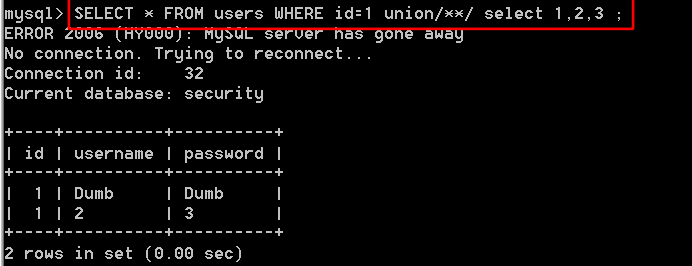 mysql> SELECT * FROM users WHERE id=1 union/**/ select 1,2,3 ;
ERROR 2006 (HY000): MySQL server has gone away
No connection. Trying to reconnect...
Connection id:    32
Current database: security
+----+----------+----------+
| id | username | password |
+----+----------+----------+
|  1 | Dumb     | Dumb     |
|  1 | 2        | 3        |
+----+----------+----------+
2 rows in set (0.00 sec)